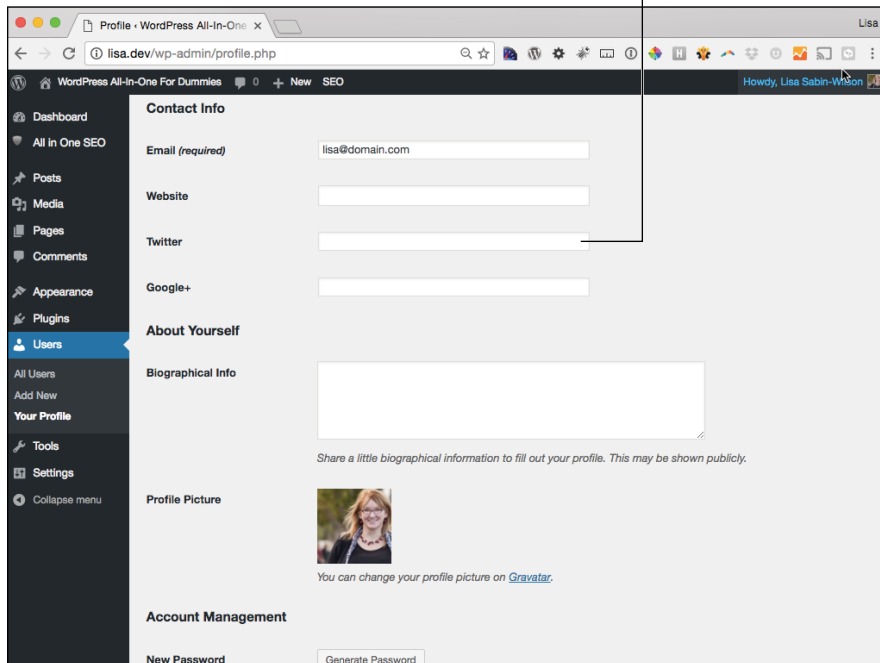 Profile ‹ WordPress All-In-One
Lisa
lisa.dev/wp-admin/profile.php
WordPress All-In-One For Dummies 0 + New SEO
Howdy, Lisa Sabin-Wilson
Dashboard
All in One SEO
Posts
Media
Pages
Comments
Appearance
Plugins
Users
All Users
Add New
Your Profile
Tools
Settings
Collapse menu
Contact Info
Email (required)
lisa@domain.com
Website
Twitter
Google+
About Yourself
Biographical Info
Share a little biographical information to fill out your profile. This may be shown publicly.
Profile Picture
You can change your profile picture on Gravatar.
Account Management
New Password
Generate Password